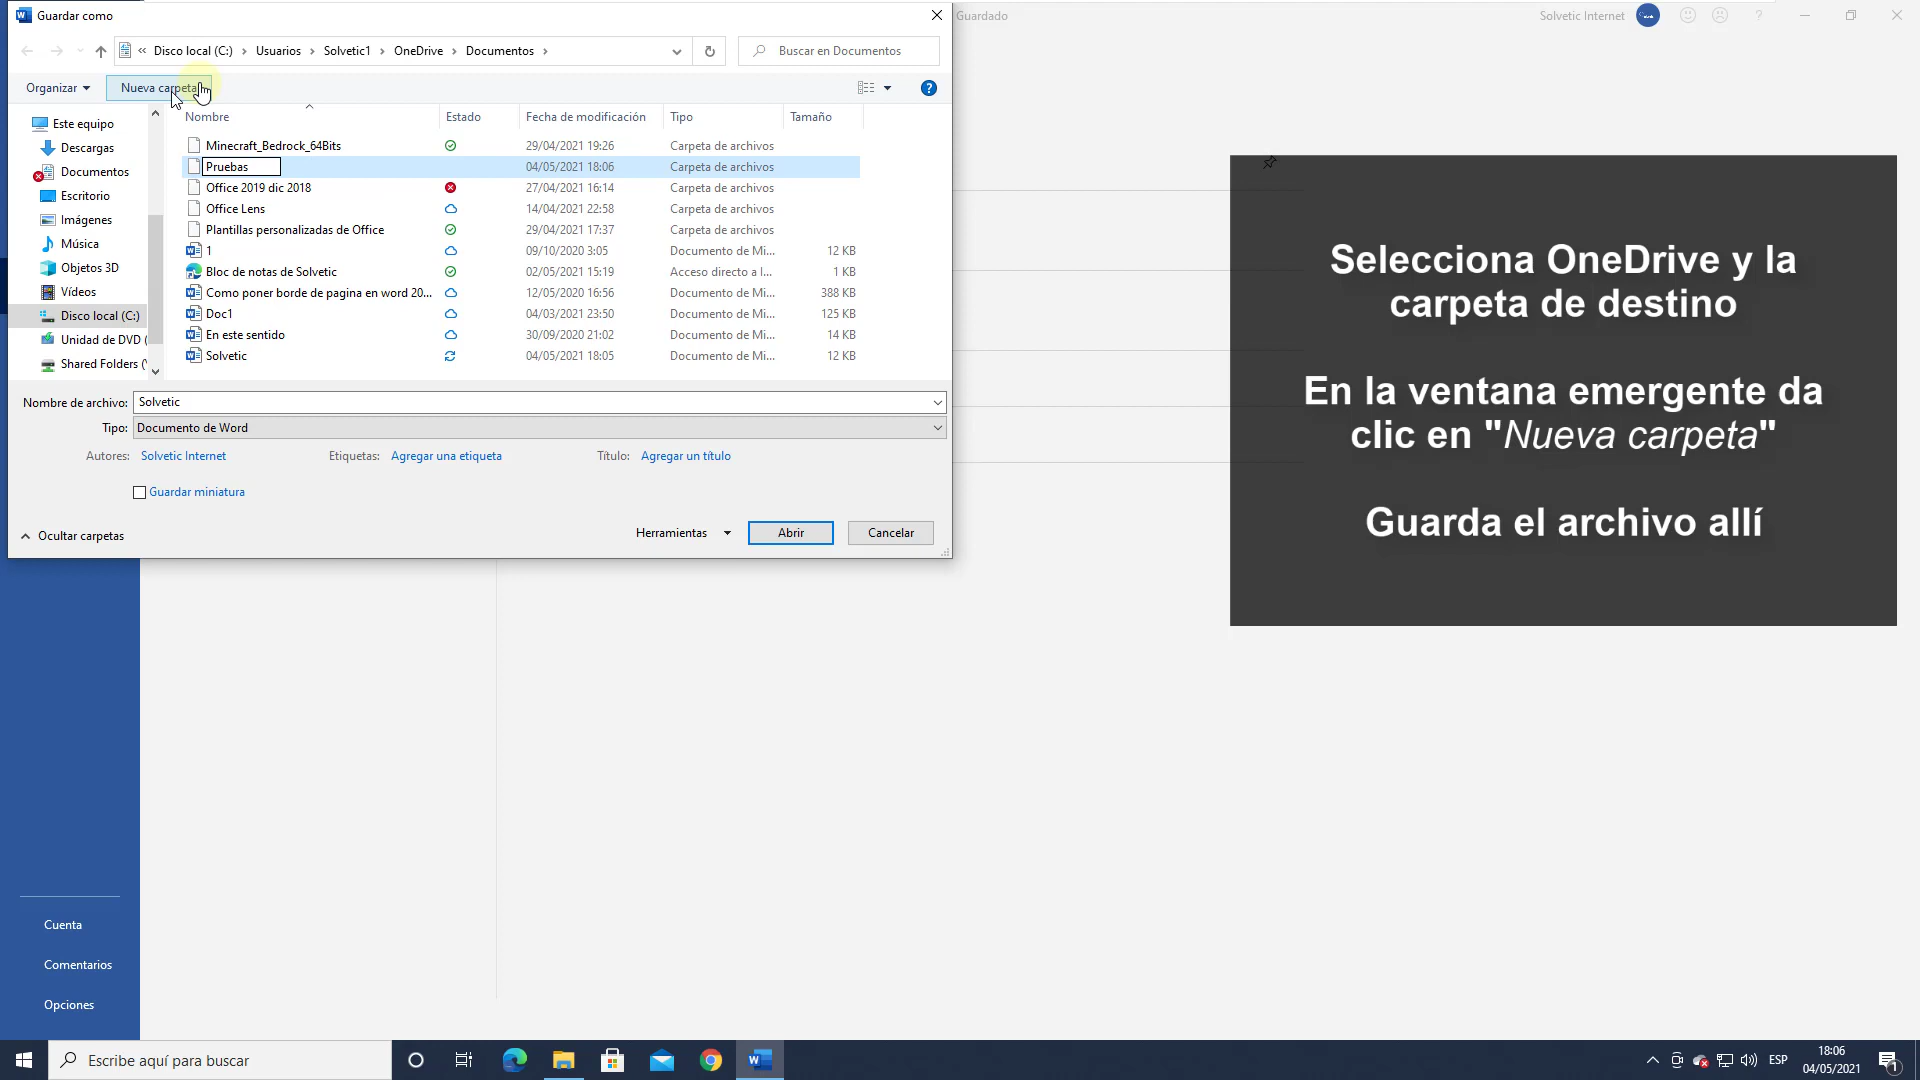 Guardar como
Guardado
Solvetic Internet
?
« Disco local (C:) > Usuarios > Solvetic1 > OneDrive > Documentos >
Buscar en Documentos
Organizar
Nueva carpeta
?
Nombre
Estado
Fecha de modificación
Tipo
Tamaño
Este equipo
Descargas
Documentos
Escritorio
Imágenes
Música
Objetos 3D
Vídeos
Disco local (C:)
Unidad de DVD (
Shared Folders (
Minecraft_Bedrock_64Bits 29/04/2021 19:26 Carpeta de archivos
Pruebas 04/05/2021 18:06 Carpeta de archivos
Office 2019 dic 2018 27/04/2021 16:14 Carpeta de archivos
Office Lens 14/04/2021 22:58 Carpeta de archivos
Plantillas personalizadas de Office 29/04/2021 17:37 Carpeta de archivos
1 09/10/2020 3:05 Documento de Mi... 12 KB
Bloc de notas de Solvetic 02/05/2021 15:19 Acceso directo a I... 1 KB
Como poner borde de pagina en word 20... 12/05/2020 16:56 Documento de Mi... 388 KB
Doc1 04/03/2021 23:50 Documento de Mi... 125 KB
En este sentido 30/09/2020 21:02 Documento de Mi... 14 KB
Solvetic 04/05/2021 18:05 Documento de Mi... 12 KB
Nombre de archivo: Solvetic
Tipo: Documento de Word
Autores: Solvetic Internet
Etiquetas: Agregar una etiqueta
Título: Agregar un título
Guardar miniatura
Ocultar carpetas
Herramientas
Abrir
Cancelar
Selecciona OneDrive y la
carpeta de destino
En la ventana emergente da
clic en "Nueva carpeta"
Guarda el archivo allí
Cuenta
Comentarios
Opciones
Escribe aquí para buscar
ESP
18:06
04/05/2021
1